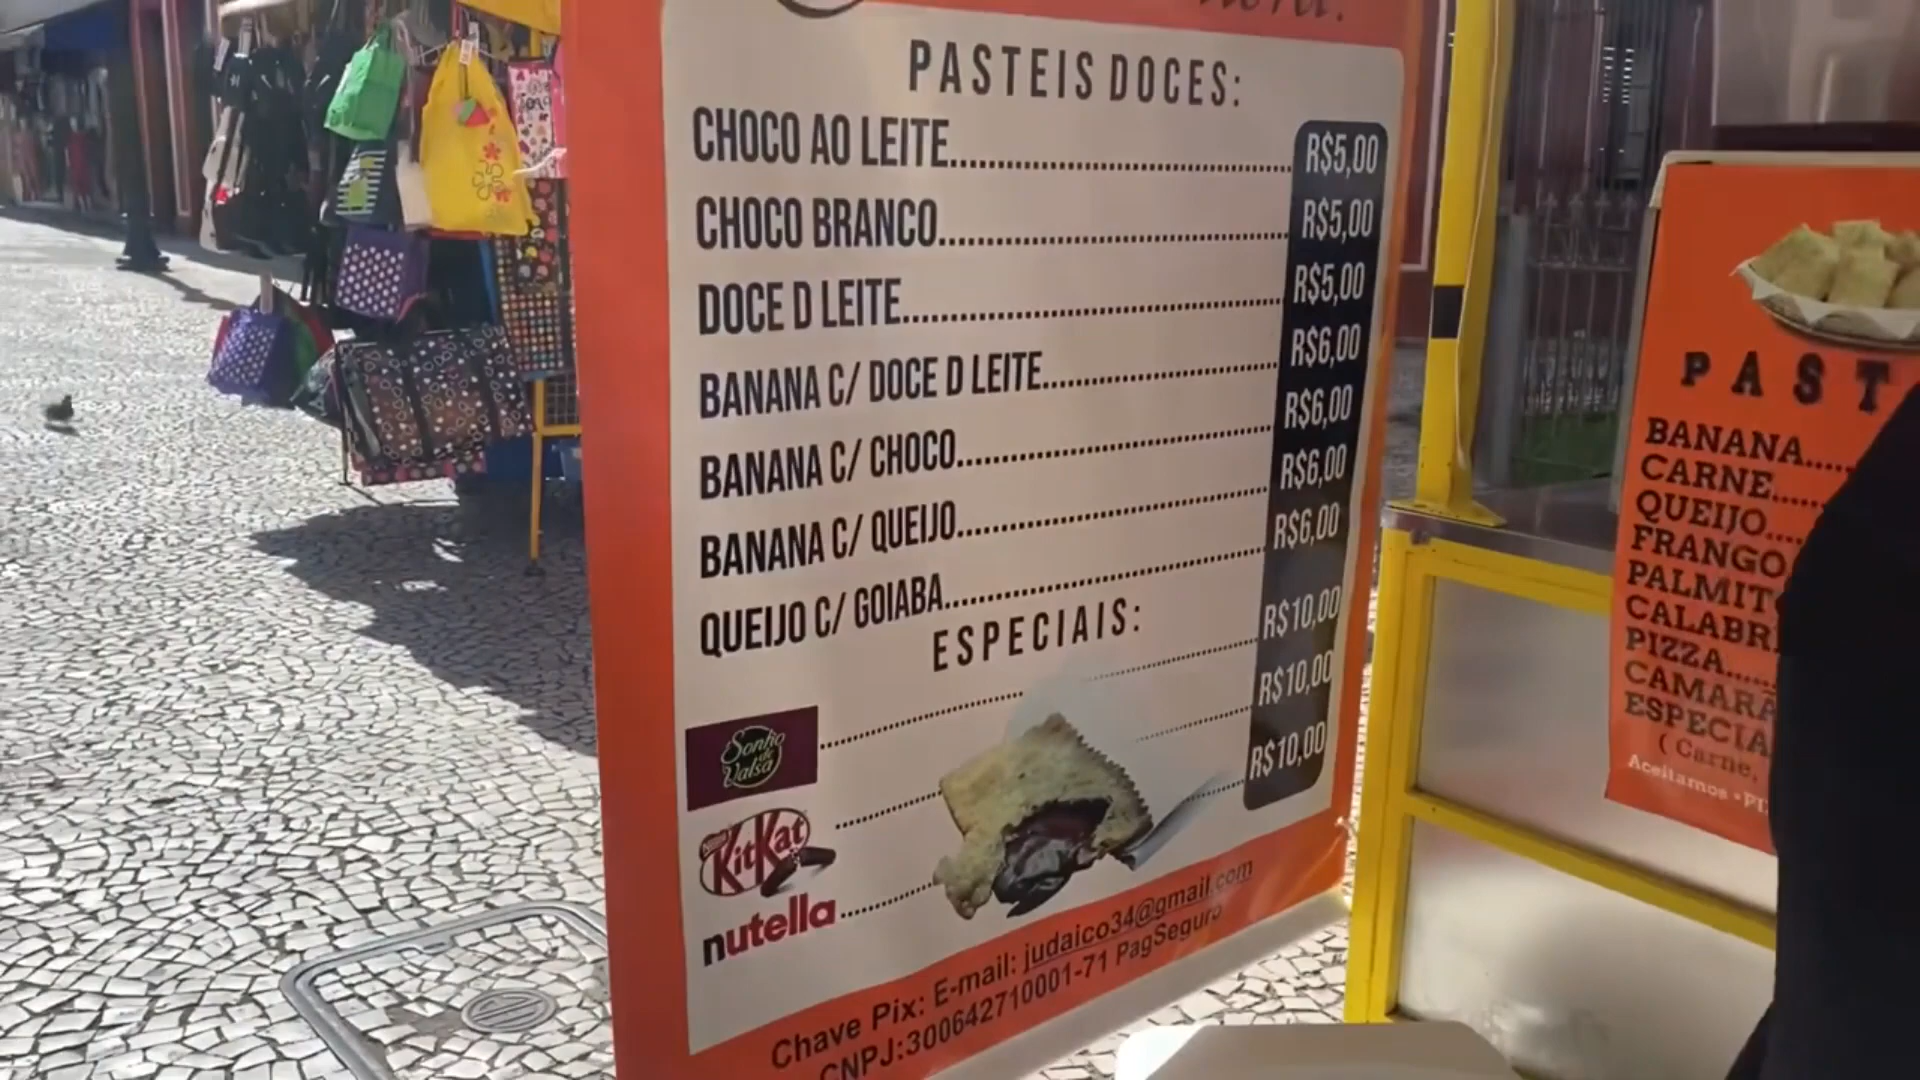 PASTEIS DOCES:
CHOCO AO LEITE..............................R$5,00
CHOCO BRANCO..............................R$5,00
DOCE D LEITE..............................R$5,00
BANANA C/ DOCE D LEITE..............................R$6,00
BANANA C/ CHOCO..............................R$6,00
BANANA C/ QUEIJO..............................R$6,00
QUEIJO C/ GOIABA..............................R$6,00
ESPECIAIS:
Sonho de Valsa..............................R$10,00
Nestlé KitKat..............................R$10,00
nutella..............................R$10,00
Chave Pix: E-mail: judaico34@gmail.com
CNPJ:300642710001-71 PagSeguro
PAST
BANANA.....
CARNE.....
QUEIJO.....
FRANGO
PALMITO
CALABR
PIZZA.....
CAMARÃ
ESPECIA
( Carne,
Aceitamos • PI